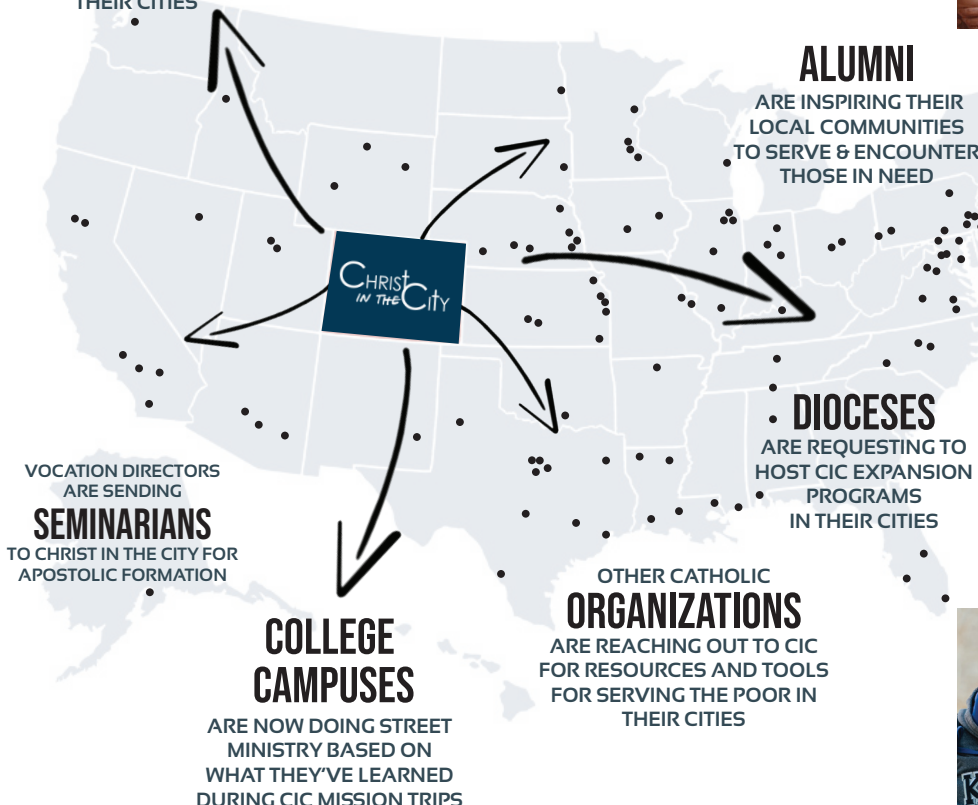 THEIR CITIES
ALUMNI
ARE INSPIRING THEIR
LOCAL COMMUNITIES
TO SERVE & ENCOUNTER
THOSE IN NEED
CHRIST
IN THE CITY
DIOCESES
ARE REQUESTING TO
HOST CIC EXPANSION
PROGRAMS
IN THEIR CITIES
VOCATION DIRECTORS
ARE SENDING
SEMINARIANS
TO CHRIST IN THE CITY FOR
APOSTOLIC FORMATION
OTHER CATHOLIC
ORGANIZATIONS
ARE REACHING OUT TO CIC
FOR RESOURCES AND TOOLS
FOR SERVING THE POOR IN
THEIR CITIES
COLLEGE
CAMPUSES
ARE NOW DOING STREET
MINISTRY BASED ON
WHAT THEY'VE LEARNED
DURING CIC MISSION TRIPS